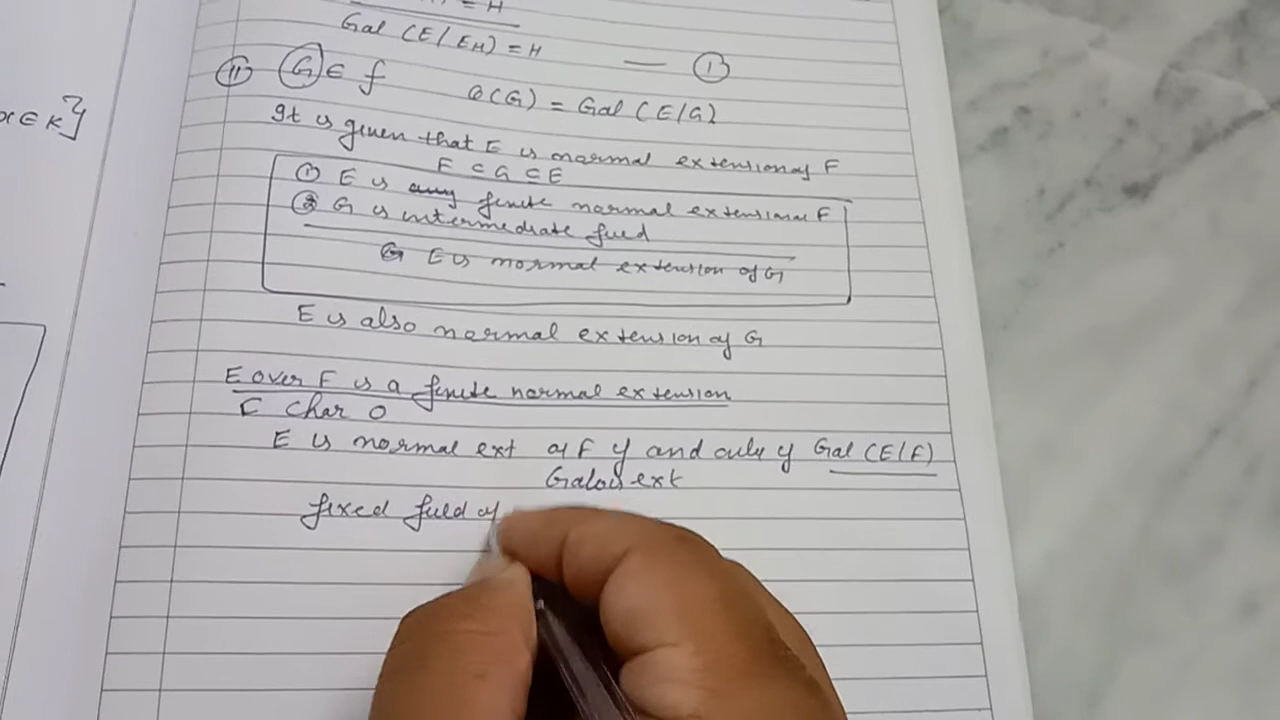 = H
Gal (E/E_H) = H — ①
x ∈ K}
ⓘⓘ G ∈ f Q(G) = Gal (E/G)
It is given that E is normal extension of F
F ⊂ G ⊂ E
① E is any finite normal extension of F
② G is intermediate field
G E is normal extension of G
E is also normal extension of G
E over F is a finite normal extension
F Char 0
E is normal ext of F if and only if Gal (E/F)
Galois ext
fixed field of